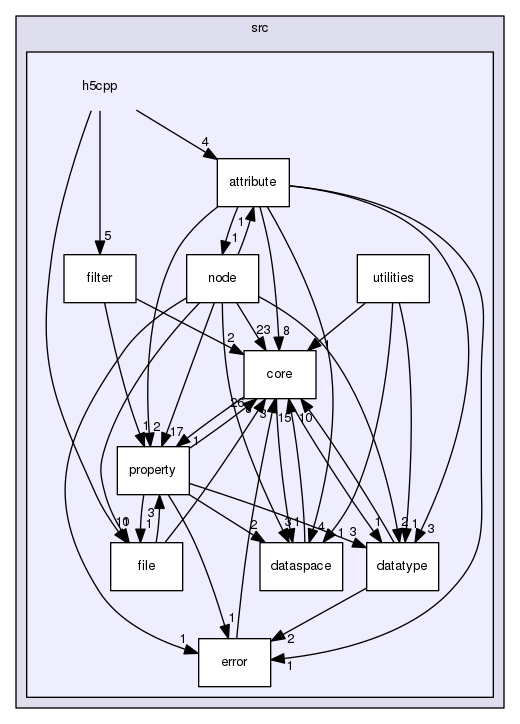 src
h5cpp
4
attribute
5
1
1
filter
node
utilities
2
23
8
1
core
26
6
3
15
10
1
2
17
1
property
3
1
2
3
1
4
1
3
1
2
1
3
file
dataspace
datatype
1
1
2
1
error